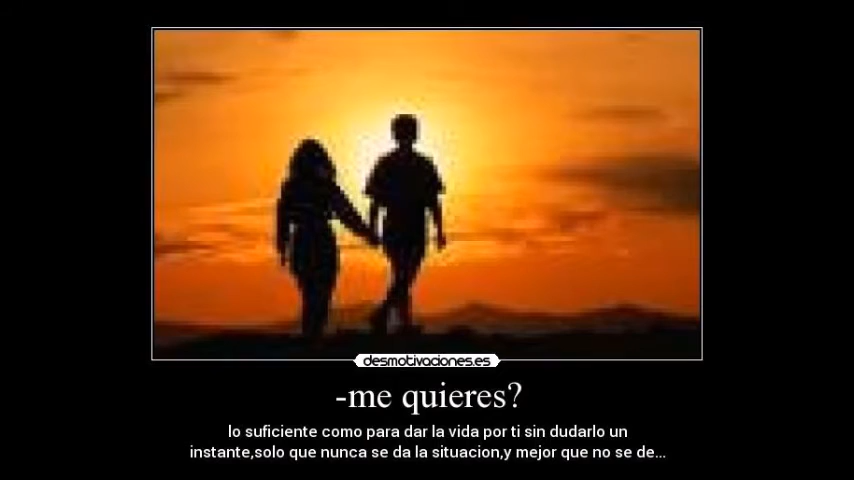 desmotivaciones.es
-me quieres?
lo suficiente como para dar la vida por ti sin dudarlo un
instante,solo que nunca se da la situacion,y mejor que no se de...